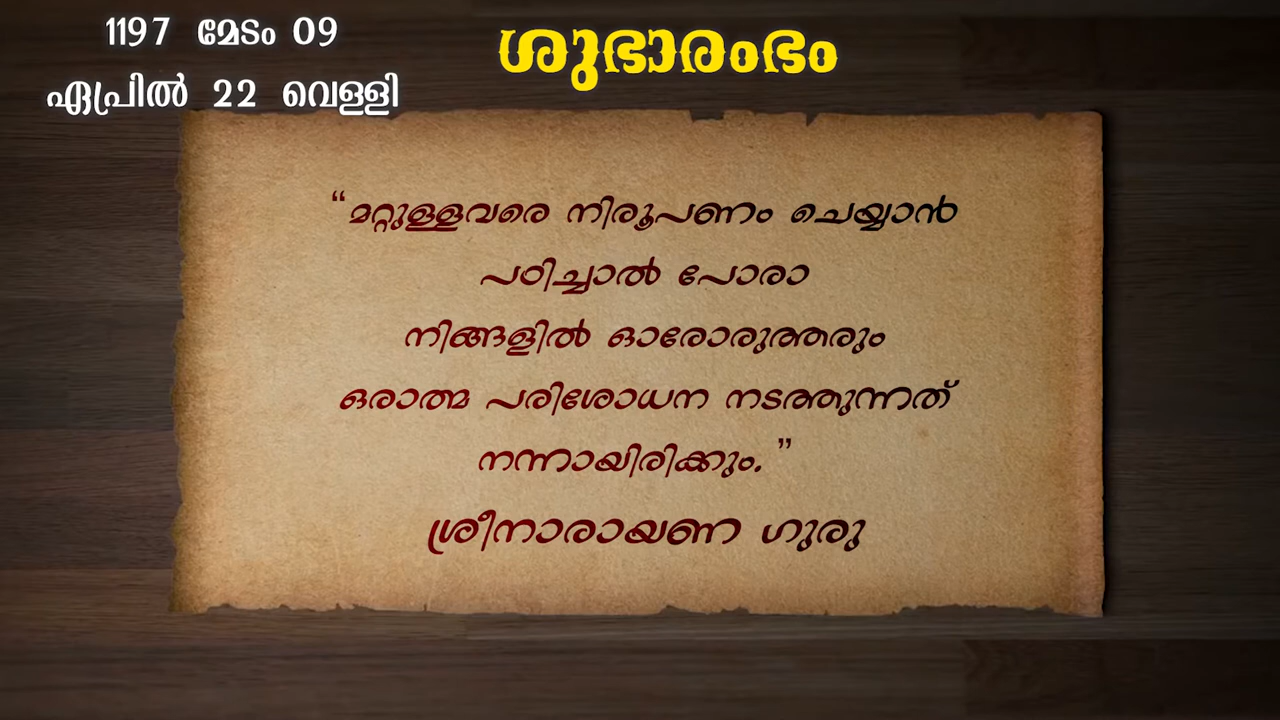 1197 മേടം 09
ഏപ്രിൽ 22 വെള്ളി
ശുഭാരംഭം
“മറ്റുള്ളവരെ നിരൂപണം ചെയ്യാൻ
പഠിച്ചാൽ പോരാ
നിങ്ങളിൽ ഓരോരുത്തരും
ഒരാത്മ പരിശോധന നടത്തുന്നത്
നന്നായിരിക്കും.”
ശ്രീനാരായണ ഗുരു